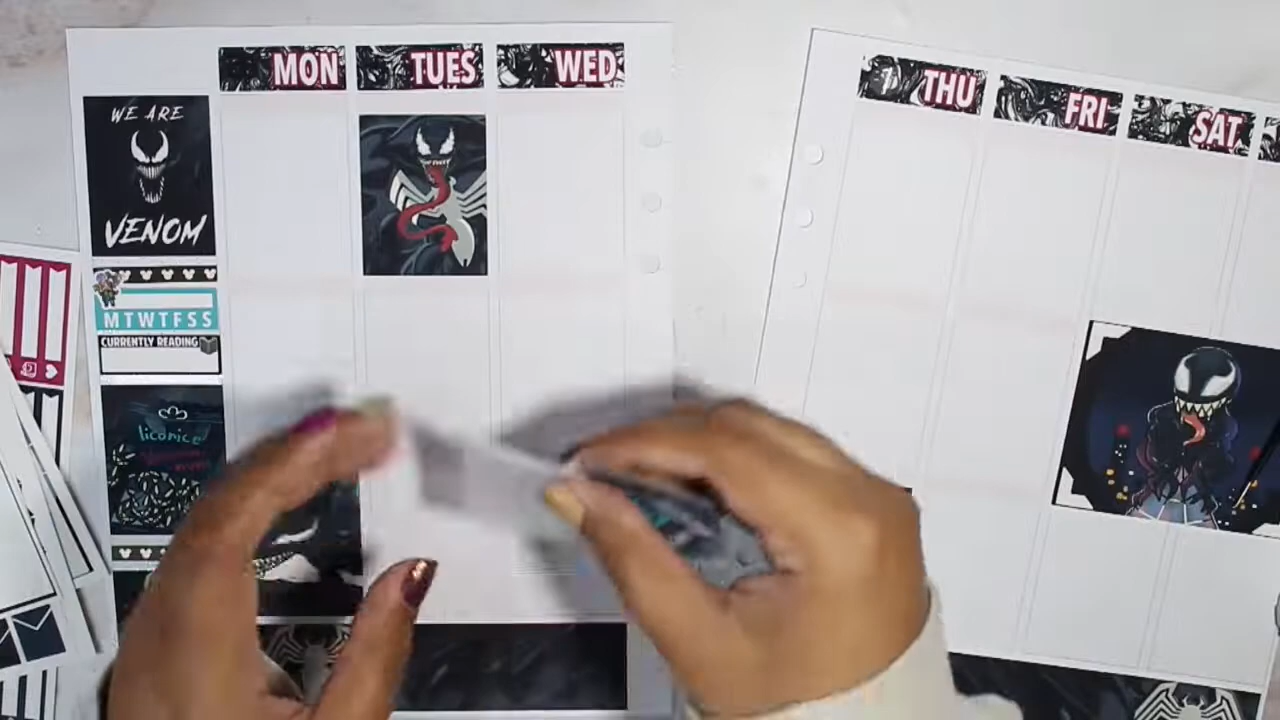 MON TUES WED
THU FRI SAT
WE ARE
VENOM
MTWTFSS
CURRENTLY READING
licorice